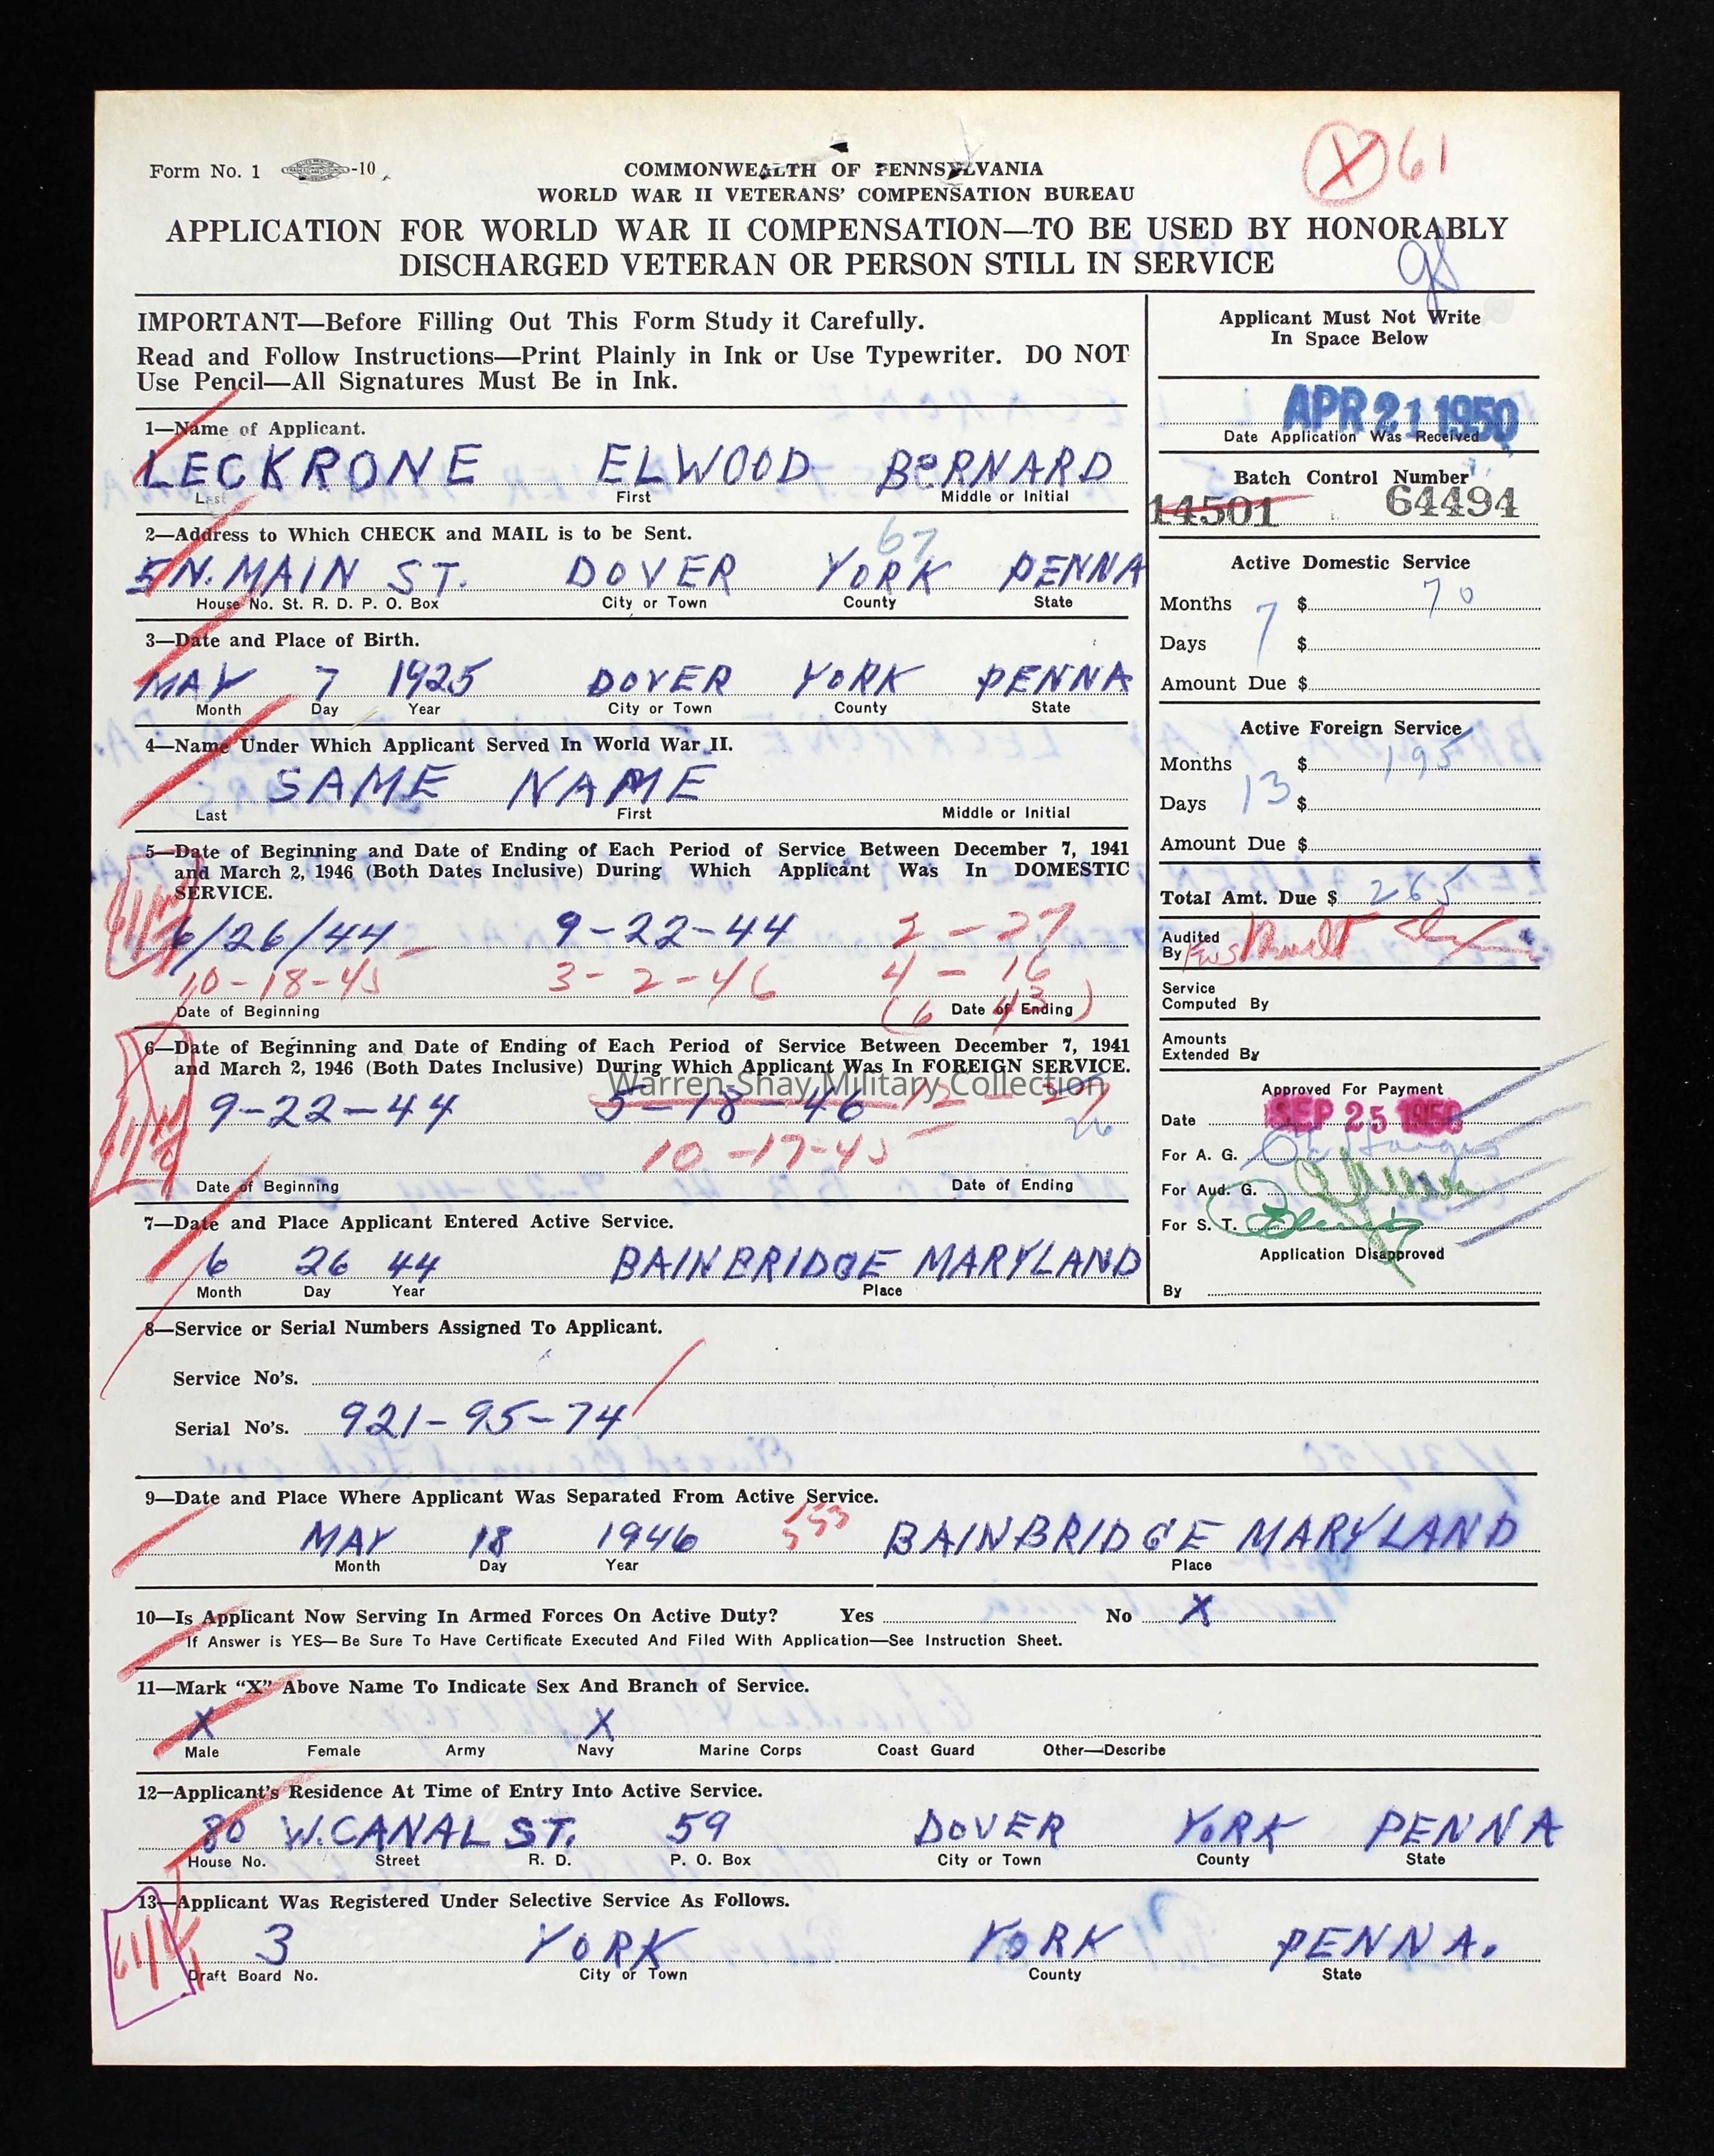 Form No. 1 -10
COMMONWEALTH OF PENNSYLVANIA
WORLD WAR II VETERANS' COMPENSATION BUREAU
X 61
APPLICATION FOR WORLD WAR II COMPENSATION—TO BE USED BY HONORABLY
DISCHARGED VETERAN OR PERSON STILL IN SERVICE
IMPORTANT—Before Filling Out This Form Study it Carefully.
Read and Follow Instructions—Print Plainly in Ink or Use Typewriter. DO NOT
Use Pencil—All Signatures Must Be in Ink.
1—Name of Applicant.
LECKRONE ELWOOD BeRNARD
Last First Middle or Initial
2—Address to Which CHECK and MAIL is to be Sent.
67
5 N. MAIN ST. DOVER YORK PENNA
House No. St. R. D. P. O. Box City or Town County State
3—Date and Place of Birth.
MAY 7 1925 DOVER YORK PENNA
Month Day Year City or Town County State
4—Name Under Which Applicant Served In World War II.
SAME NAME
Last First Middle or Initial
5—Date of Beginning and Date of Ending of Each Period of Service Between December 7, 1941
and March 2, 1946 (Both Dates Inclusive) During Which Applicant Was In DOMESTIC
SERVICE.
6/26/44 9-22-44 2 - 27
10-18-45 3-2-46 4 - 16
Date of Beginning Date of Ending
(6 43)
6—Date of Beginning and Date of Ending of Each Period of Service Between December 7, 1941
and March 2, 1946 (Both Dates Inclusive) During Which Applicant Was In FOREIGN SERVICE.
Warren-Shay Military Collection
9-22-44 5-18-46 12 - 27
26
10-17-45
Date of Beginning Date of Ending
7—Date and Place Applicant Entered Active Service.
6 26 44 BAINBRIDGE MARYLAND
Month Day Year Place
Applicant Must Not Write
In Space Below
APR 21 1950
Date Application Was Received
Batch Control Number
14501 64494
Active Domestic Service
Months $ 70
7
Days $
Amount Due $
Active Foreign Service
Months $ 195
Days 13 $
Amount Due $
Total Amt. Due $ 265
Audited
By
Service
Computed By
Amounts
Extended By
Approved For Payment
Date SEP 25 1950
For A. G.
For Aud. G.
For S. T.
Application Disapproved
By
8—Service or Serial Numbers Assigned To Applicant.
Service No's.
Serial No's. 921-95-74
9—Date and Place Where Applicant Was Separated From Active Service.
553
MAY 18 1946 BAINBRIDGE MARYLAND
Month Day Year Place
10—Is Applicant Now Serving In Armed Forces On Active Duty? Yes No X
If Answer is YES—Be Sure To Have Certificate Executed And Filed With Application—See Instruction Sheet.
11—Mark "X" Above Name To Indicate Sex And Branch of Service.
X X
Male Female Army Navy Marine Corps Coast Guard Other—Describe
12—Applicant's Residence At Time of Entry Into Active Service.
80 W. CANAL ST. 59 DOVER YORK PENNA
House No. Street R. D. P. O. Box City or Town County State
13—Applicant Was Registered Under Selective Service As Follows.
3 YORK YORK PENNA.
Draft Board No. City or Town County State